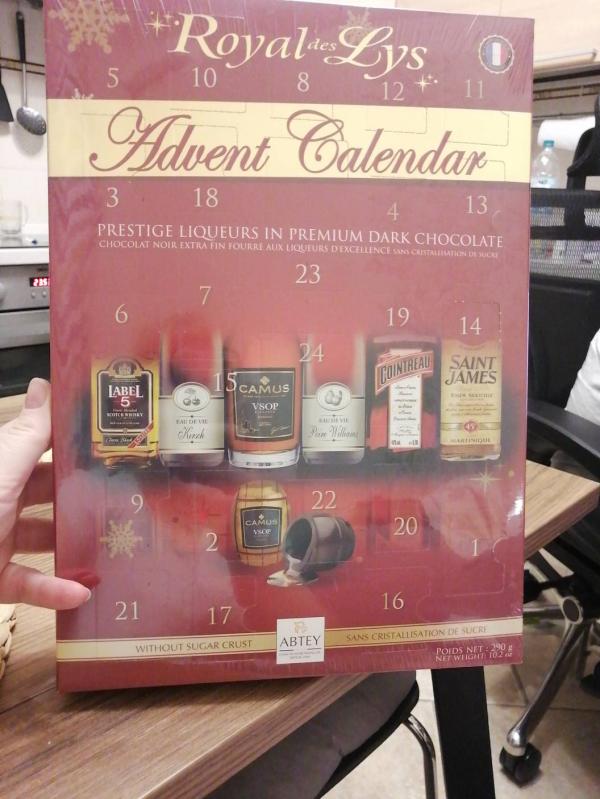 Royal des Lys
5 10 8 12 11
Advent Calendar
3 18 4 13
PRESTIGE LIQUEURS IN PREMIUM DARK CHOCOLATE
CHOCOLAT NOIR EXTRA FIN FOURRÉ AUX LIQUEURS D'EXCELLENCE SANS CRISTALLISATION DE SUCRE
23
7
6 19 14
24
15
LABEL
5
SCOTCH WHISKY
EAU DE VIE
Kirsch
CAMUS
VSOP
EAU DE VIE
Poire Williams
COINTREAU
SAINT
JAMES
MARTINIQUE
9 22
2 20 1
CAMUS
VSOP
21 17 16
WITHOUT SUGAR CRUST
ABTEY
SANS CRISTALLISATION DE SUCRE
POIDS NET : 290 g
NET WEIGHT: 10.2 oz